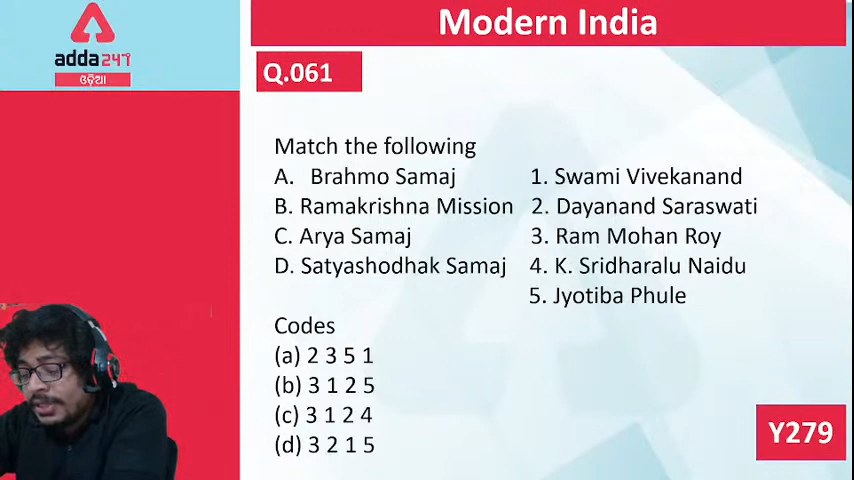 Modern India
adda247
ଓଡ଼ିଆ
Q.061
Match the following
A. Brahmo Samaj 1. Swami Vivekanand
B. Ramakrishna Mission 2. Dayanand Saraswati
C. Arya Samaj 3. Ram Mohan Roy
D. Satyashodhak Samaj 4. K. Sridharalu Naidu
5. Jyotiba Phule
Codes
(a) 2 3 5 1
(b) 3 1 2 5
(c) 3 1 2 4
(d) 3 2 1 5
Y279